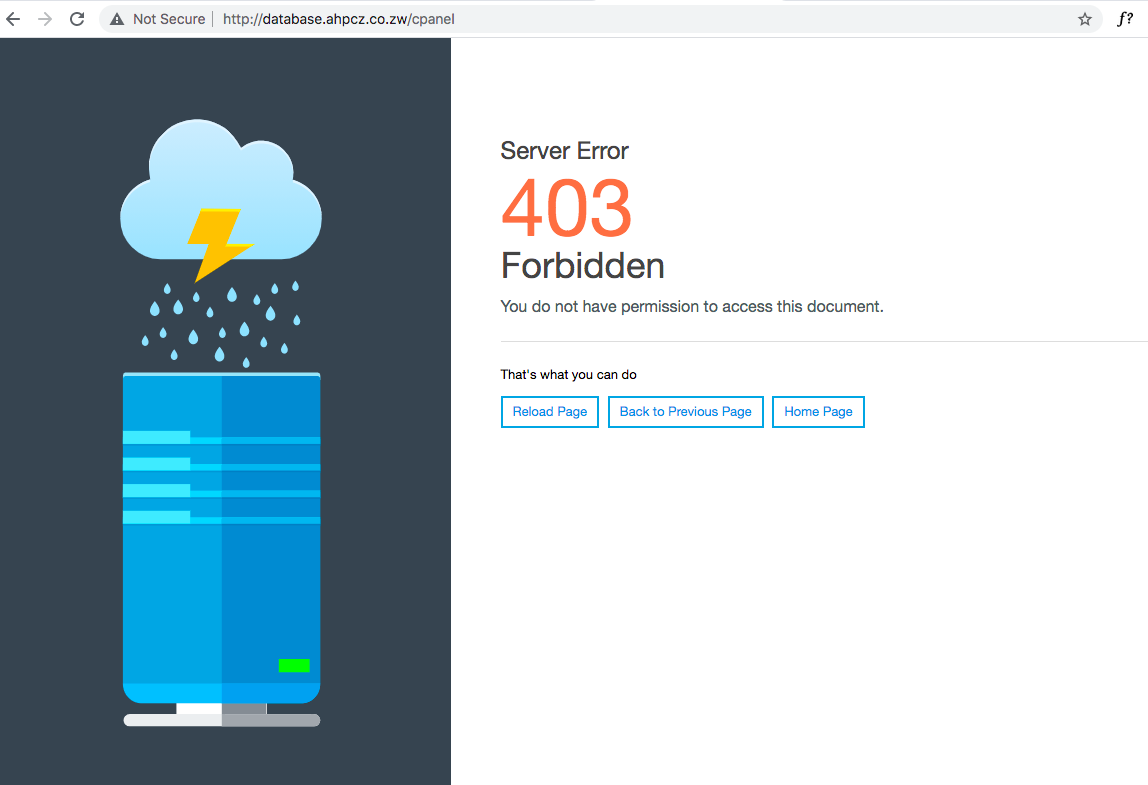 Not Secure | http://database.ahpcz.co.zw/cpanel
f?
Server Error
403
Forbidden
You do not have permission to access this document.
That's what you can do
Reload Page Back to Previous Page Home Page